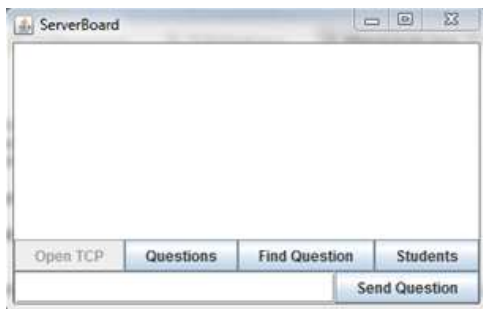 ServerBoard
Open TCP Questions Find Question Students
Send Question